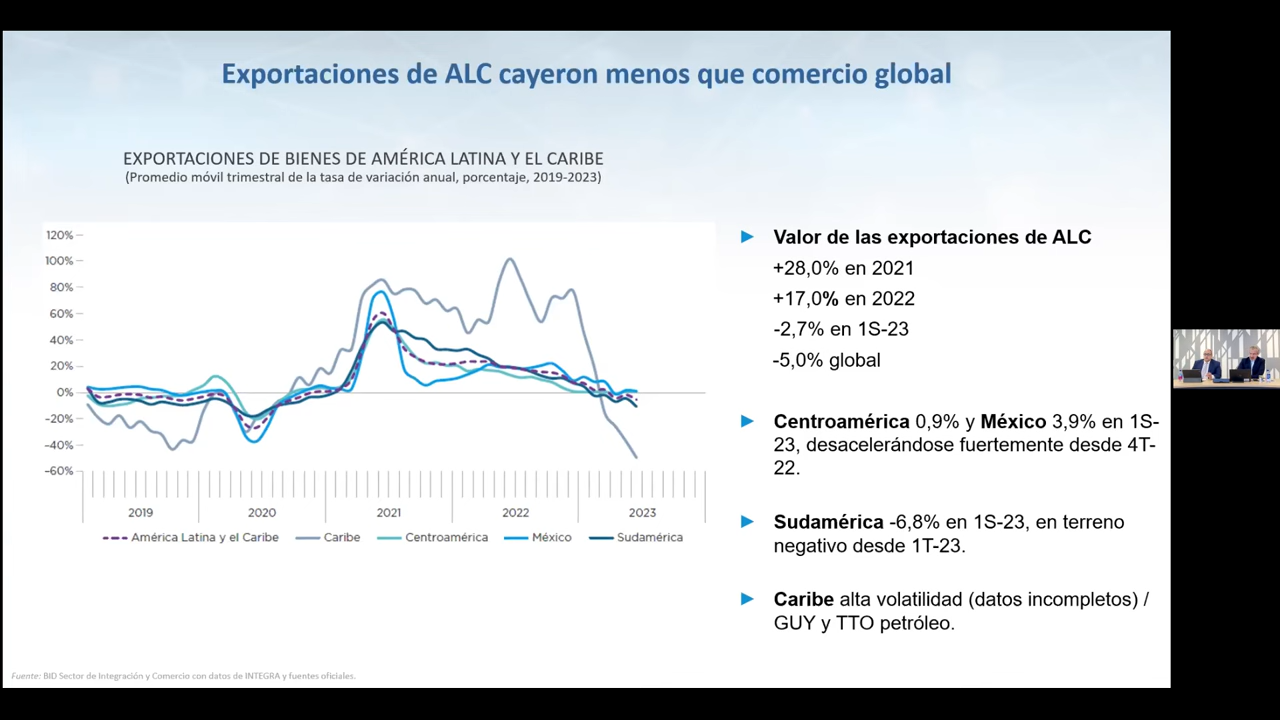 Exportaciones de ALC cayeron menos que comercio global
EXPORTACIONES DE BIENES DE AMÉRICA LATINA Y EL CARIBE
(Promedio móvil trimestral de la tasa de variación anual, porcentaje, 2019-2023)
120%
100%
80%
60%
40%
20%
0%
-20%
-40%
-60%
2019 2020 2021 2022 2023
América Latina y el Caribe Caribe Centroamérica México Sudamérica
Valor de las exportaciones de ALC
+28,0% en 2021
+17,0% en 2022
-2,7% en 1S-23
-5,0% global
Centroamérica 0,9% y México 3,9% en 1S-
23, desacelerándose fuertemente desde 4T-
22.
Sudamérica -6,8% en 1S-23, en terreno
negativo desde 1T-23.
Caribe alta volatilidad (datos incompletos) /
GUY y TTO petróleo.
Fuente: BID Sector de Integración y Comercio con datos de INTEGRA y fuentes oficiales.